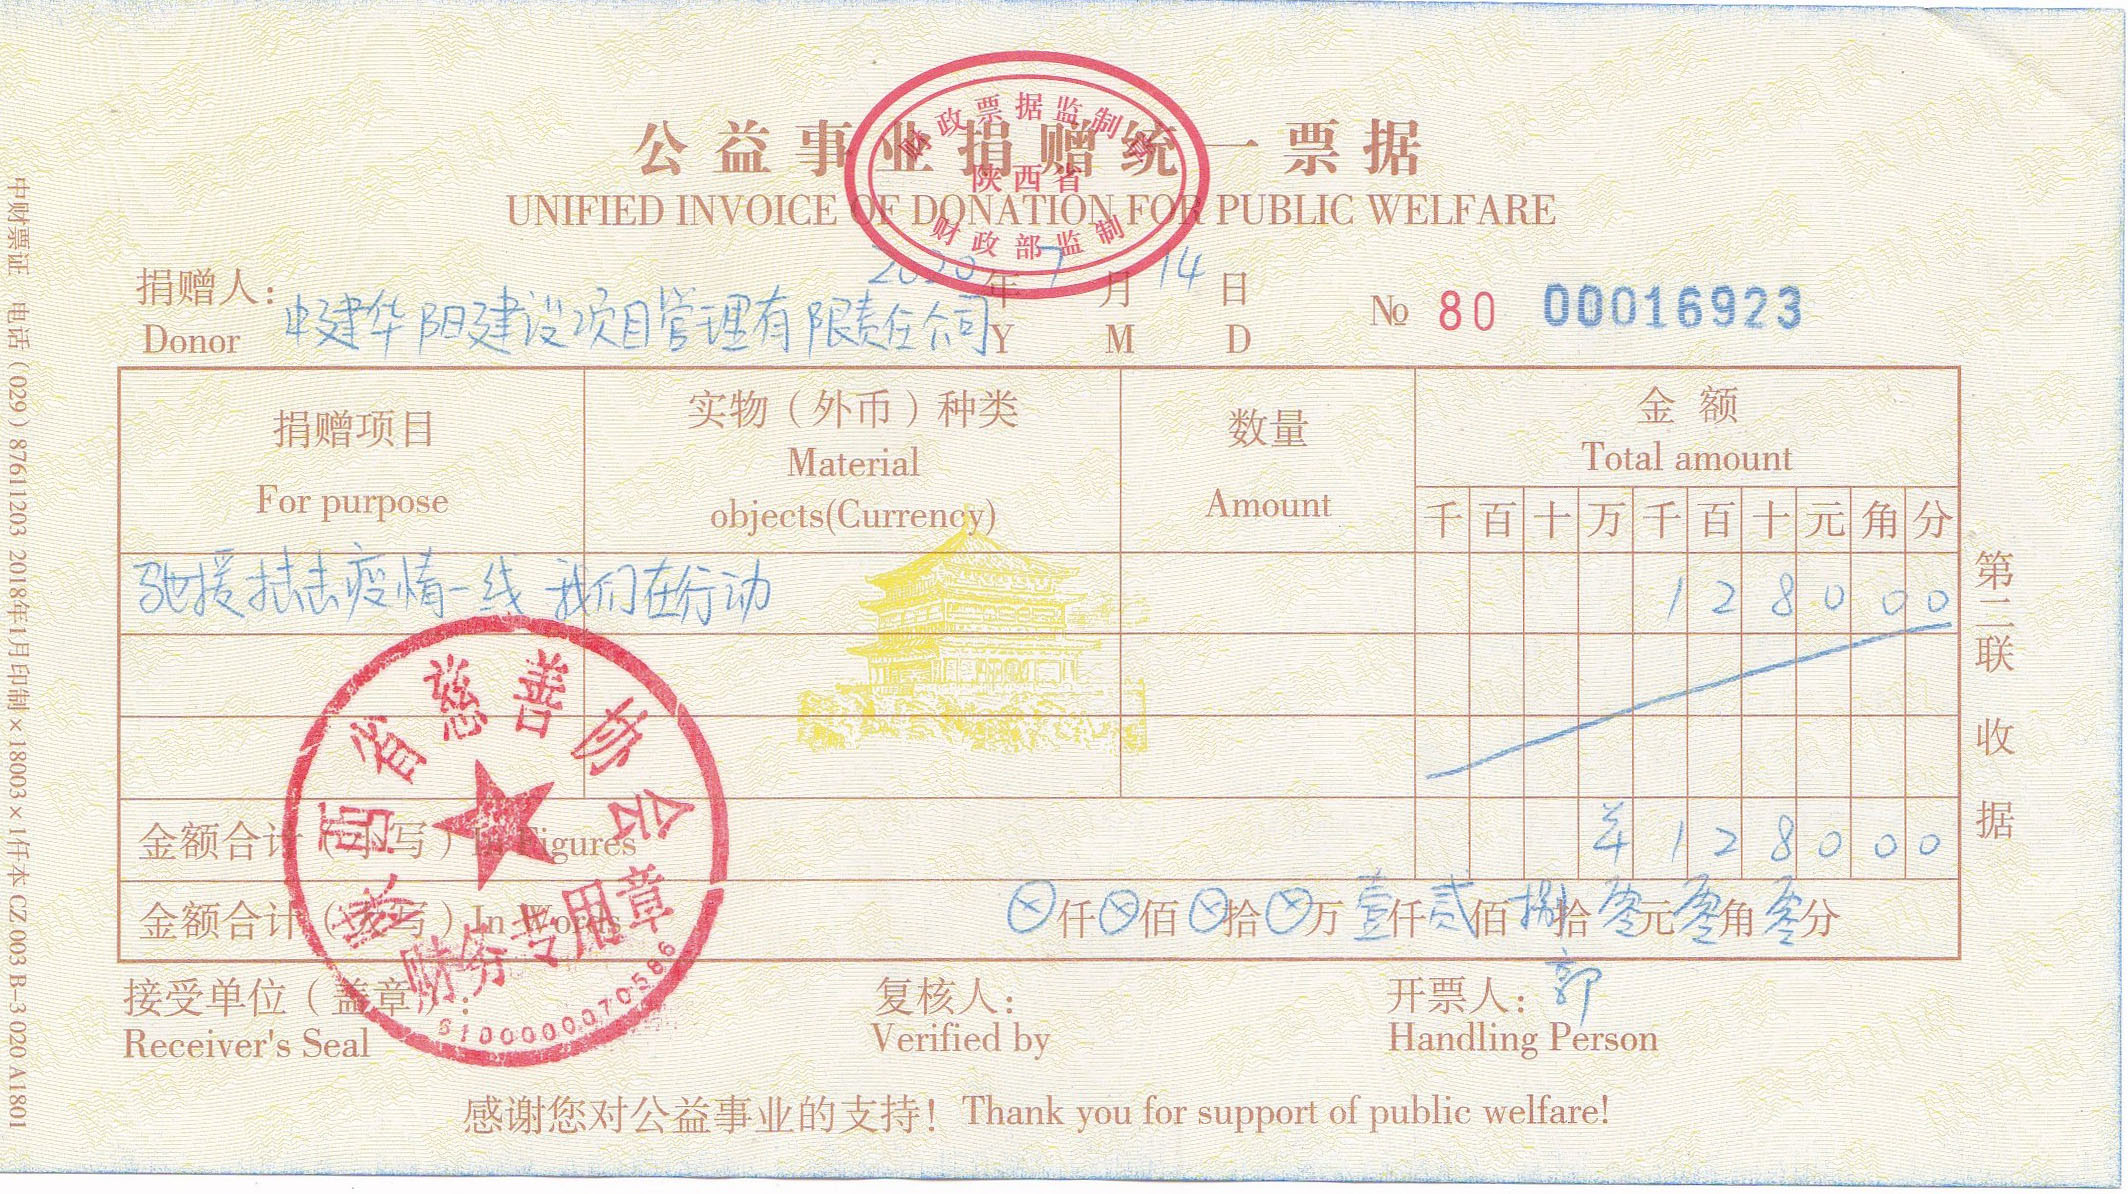 公益事业捐赠统一票据
UNIFIED INVOICE OF DONATION FOR PUBLIC WELFARE
财政票据监制章
陕西省
财政部监制
2020年7月14日
Y M D
捐赠人：中建华阳建设项目管理有限责任公司
Donor
№ 80 00016923
捐赠项目
For purpose
实物（外币）种类
Material
objects(Currency)
数量
Amount
金额
Total amount
千 百 十 万 千 百 十 元 角 分
驰援抗击疫情一线 我们在行动 1 2 8 0 0 0
金额合计（小写）In Figures 羊 1 2 8 0 0 0
金额合计（大写）In Words ⊗仟⊗佰⊗拾⊗万壹仟贰佰捌拾零元零角零分
陕西省慈善协会
财务专用章
6100000070586
接受单位（盖章）：
Receiver's Seal
复核人：
Verified by
开票人：郭
Handling Person
感谢您对公益事业的支持！ Thank you for support of public welfare!
第二联 收据
中财票证 电话（029）87611203 2018年1月印制×18003×1仟本 CZ 003 B-3 020 A1801